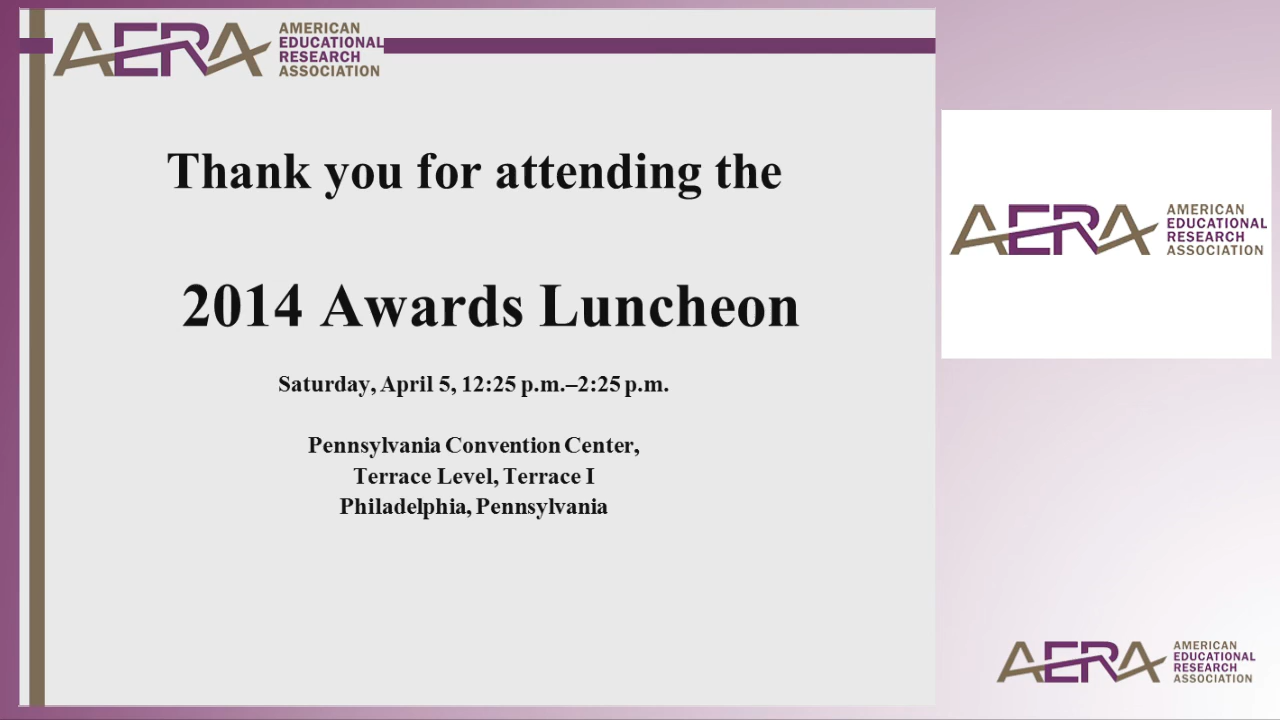 AERA
AMERICAN
EDUCATIONAL
RESEARCH
ASSOCIATION
Thank you for attending the
2014 Awards Luncheon
Saturday, April 5, 12:25 p.m.–2:25 p.m.
Pennsylvania Convention Center,
Terrace Level, Terrace I
Philadelphia, Pennsylvania
AERA
AMERICAN
EDUCATIONAL
RESEARCH
ASSOCIATION
AERA
AMERICAN
EDUCATIONAL
RESEARCH
ASSOCIATION